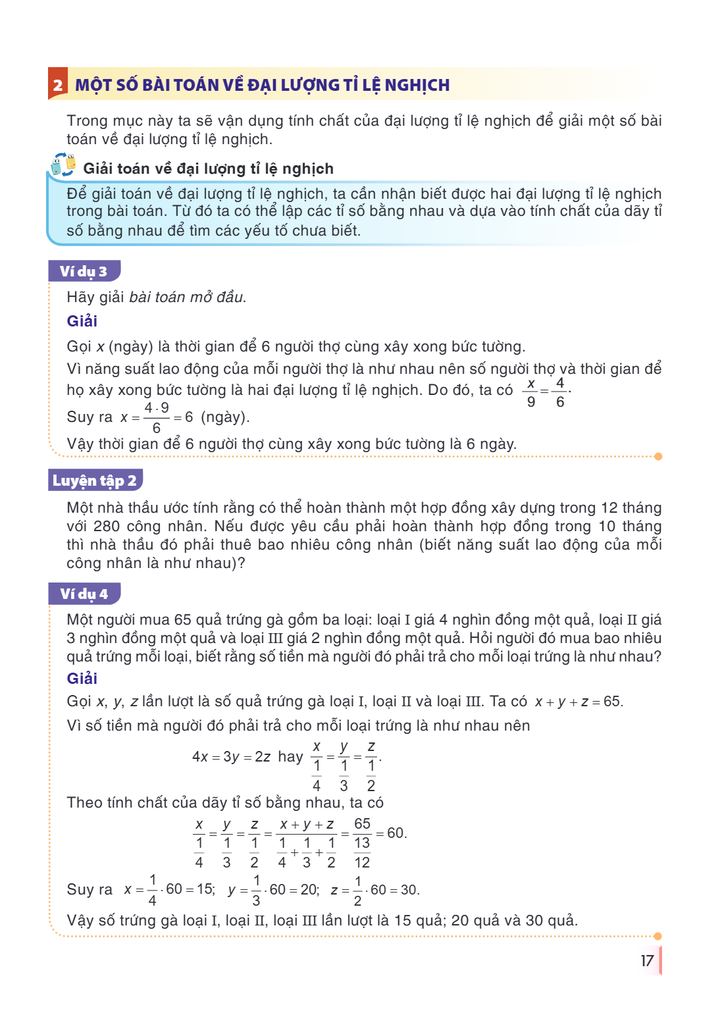 2 MỘT SỐ BÀI TOÁN VỀ ĐẠI LƯỢNG TỈ LỆ NGHỊCH
Trong mục này ta sẽ vận dụng tính chất của đại lượng tỉ lệ nghịch để giải một số bài
toán về đại lượng tỉ lệ nghịch.
Giải toán về đại lượng tỉ lệ nghịch
Để giải toán về đại lượng tỉ lệ nghịch, ta cần nhận biết được hai đại lượng tỉ lệ nghịch
trong bài toán. Từ đó ta có thể lập các tỉ số bằng nhau và dựa vào tính chất của dãy tỉ
số bằng nhau để tìm các yếu tố chưa biết.
Ví dụ 3
Hãy giải bài toán mở đầu.
Giải
Gọi x (ngày) là thời gian để 6 người thợ cùng xây xong bức tường.
Vì năng suất lao động của mỗi người thợ là như nhau nên số người thợ và thời gian để
họ xây xong bức tường là hai đại lượng tỉ lệ nghịch. Do đó, ta có x/9 = 4/6.
Suy ra x = (4·9)/6 = 6 (ngày).
Vậy thời gian để 6 người thợ cùng xây xong bức tường là 6 ngày.
Luyện tập 2
Một nhà thầu ước tính rằng có thể hoàn thành một hợp đồng xây dựng trong 12 tháng
với 280 công nhân. Nếu được yêu cầu phải hoàn thành hợp đồng trong 10 tháng
thì nhà thầu đó phải thuê bao nhiêu công nhân (biết năng suất lao động của mỗi
công nhân là như nhau)?
Ví dụ 4
Một người mua 65 quả trứng gà gồm ba loại: loại I giá 4 nghìn đồng một quả, loại II giá
3 nghìn đồng một quả và loại III giá 2 nghìn đồng một quả. Hỏi người đó mua bao nhiêu
quả trứng mỗi loại, biết rằng số tiền mà người đó phải trả cho mỗi loại trứng là như nhau?
Giải
Gọi x, y, z lần lượt là số quả trứng gà loại I, loại II và loại III. Ta có x + y + z = 65.
Vì số tiền mà người đó phải trả cho mỗi loại trứng là như nhau nên
4x = 3y = 2z hay x/(1/4) = y/(1/3) = z/(1/2).
Theo tính chất của dãy tỉ số bằng nhau, ta có
x/(1/4) = y/(1/3) = z/(1/2) = (x + y + z)/(1/4 + 1/3 + 1/2) = 65/(13/12) = 60.
Suy ra x = 1/4 · 60 = 15; y = 1/3 · 60 = 20; z = 1/2 · 60 = 30.
Vậy số trứng gà loại I, loại II, loại III lần lượt là 15 quả; 20 quả và 30 quả.
17